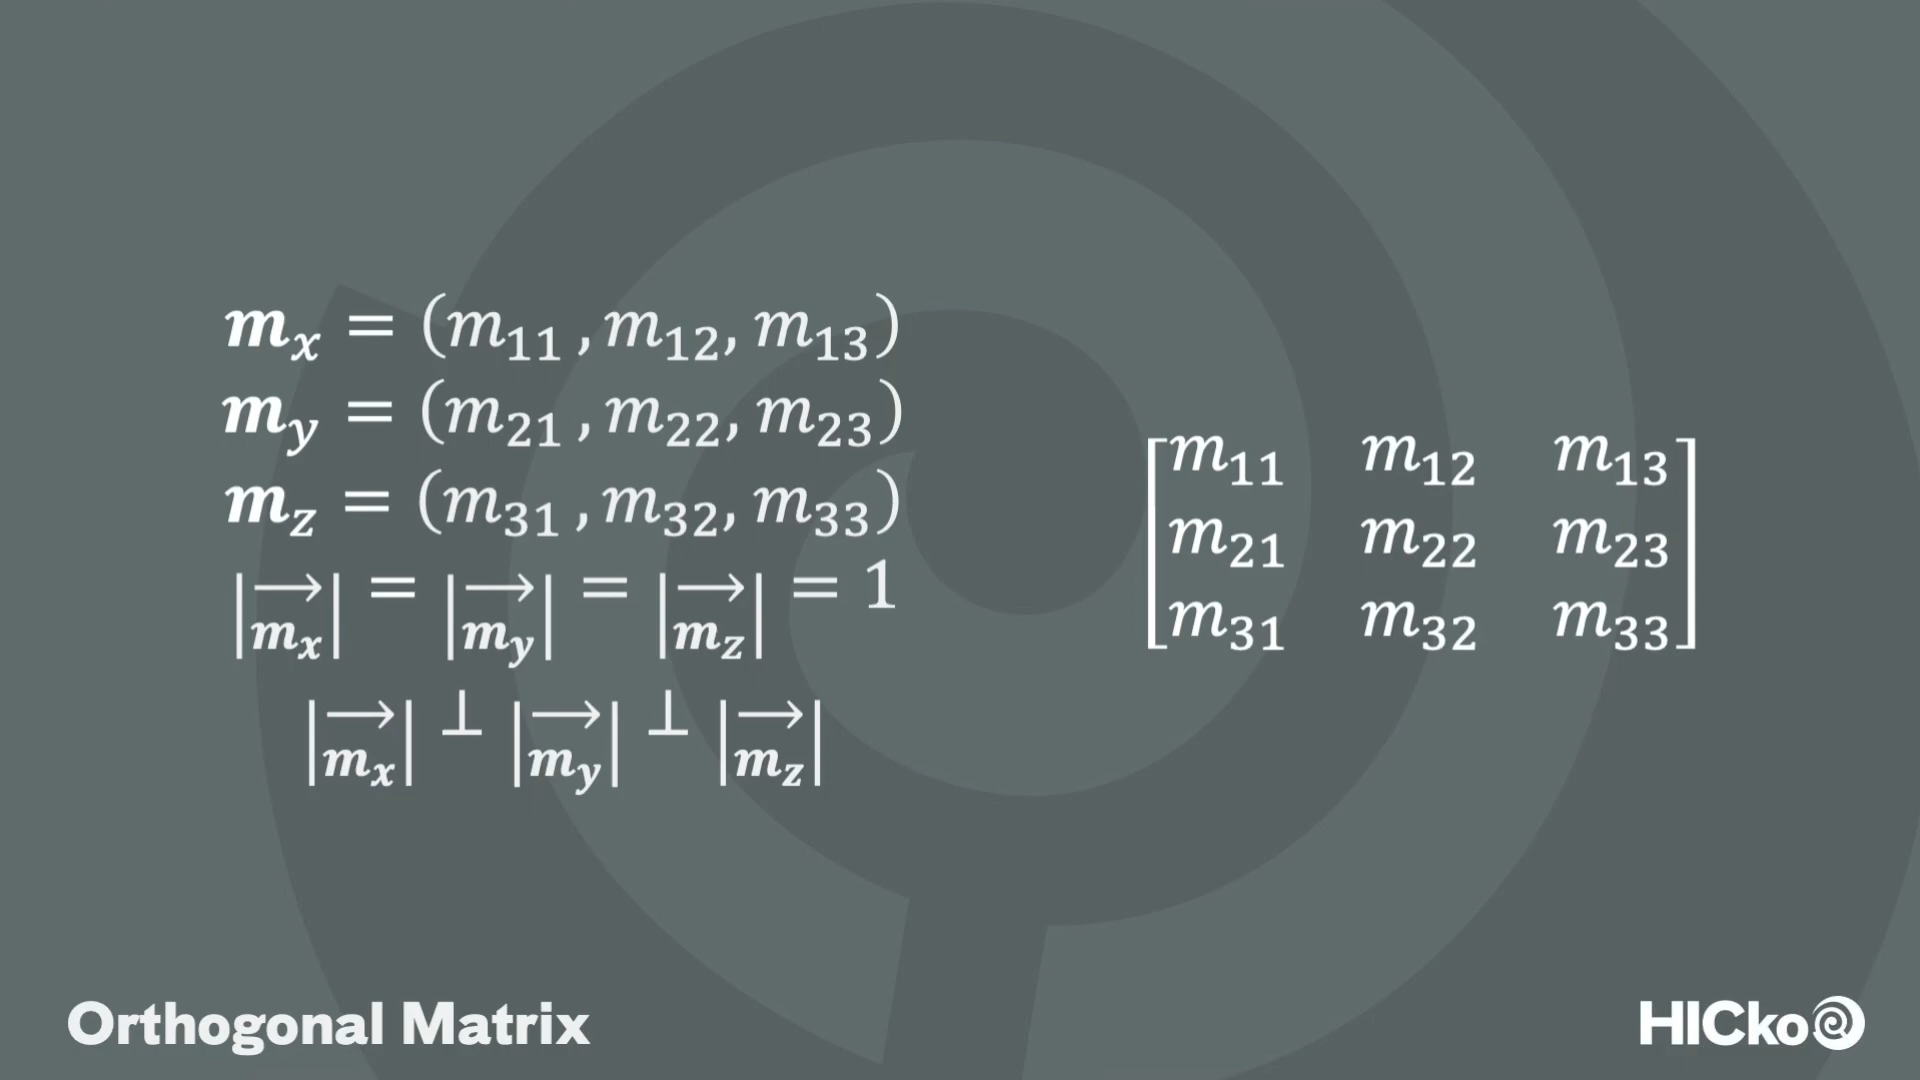 m_x = (m_11 , m_12, m_13)
m_y = (m_21 , m_22, m_23)
m_z = (m_31 , m_32, m_33)
|→m_x| = |→m_y| = |→m_z| = 1
|→m_x| ⊥ |→m_y| ⊥ |→m_z|
m_11 m_12 m_13
m_21 m_22 m_23
m_31 m_32 m_33
Orthogonal Matrix
HICko